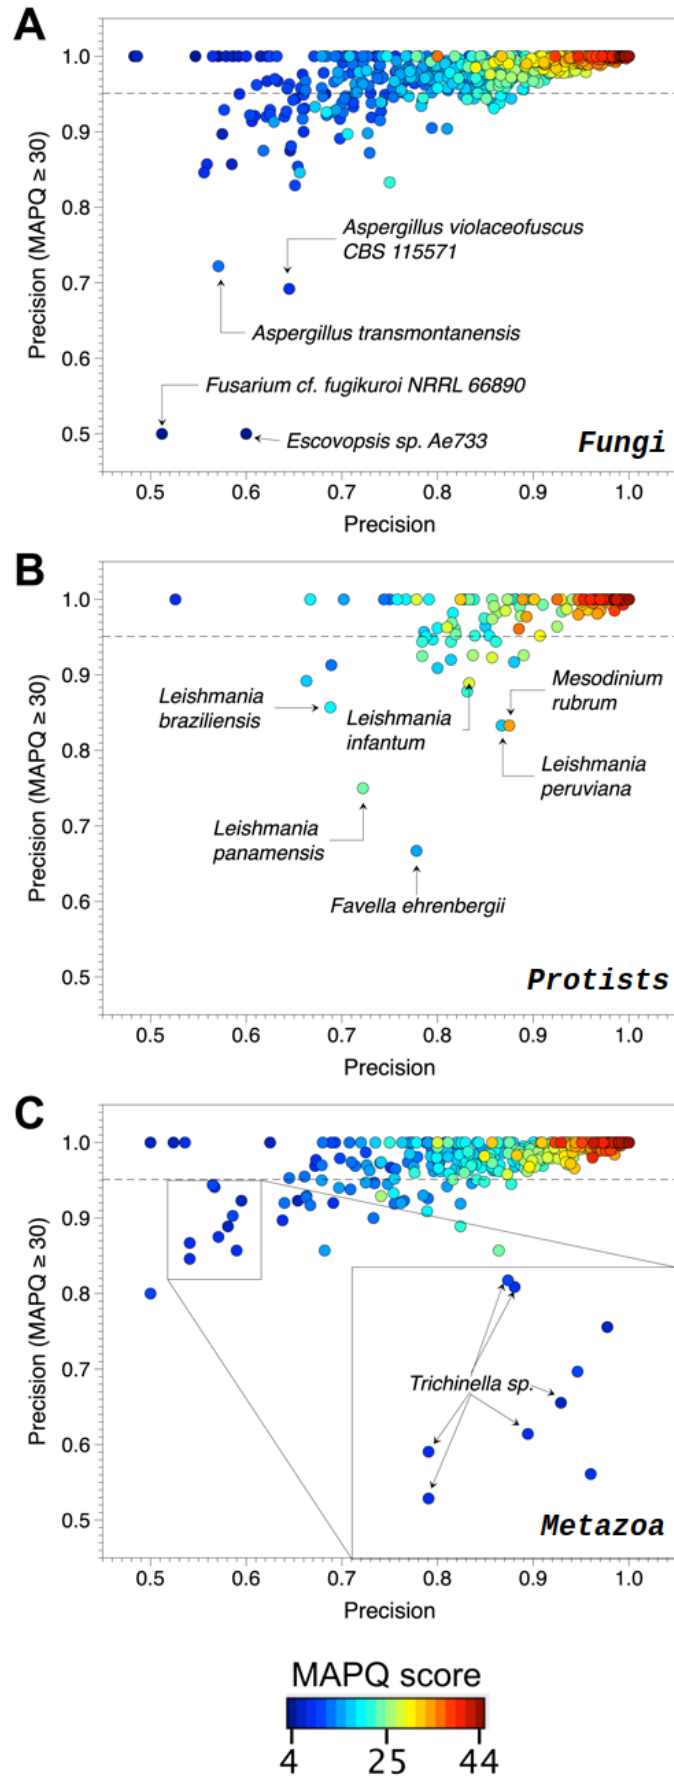 A
1.0
0.9
0.8
0.7
0.6
0.5
Precision (MAPQ ≥ 30)
Aspergillus violaceofuscus
CBS 115571
Aspergillus transmontanensis
Fusarium cf. fugikuroi NRRL 66890
Escovopsis sp. Ae733
Fungi
0.5 0.6 0.7 0.8 0.9 1.0
Precision
B
1.0
0.9
0.8
0.7
0.6
0.5
Precision (MAPQ ≥ 30)
Leishmania
braziliensis
Leishmania
infantum
Mesodinium
rubrum
Leishmania
peruviana
Leishmania
panamensis
Favella ehrenbergii
Protists
0.5 0.6 0.7 0.8 0.9 1.0
Precision
C
1.0
0.9
0.8
0.7
0.6
0.5
Precision (MAPQ ≥ 30)
Trichinella sp.
Metazoa
0.5 0.6 0.7 0.8 0.9 1.0
Precision
MAPQ score
4 25 44